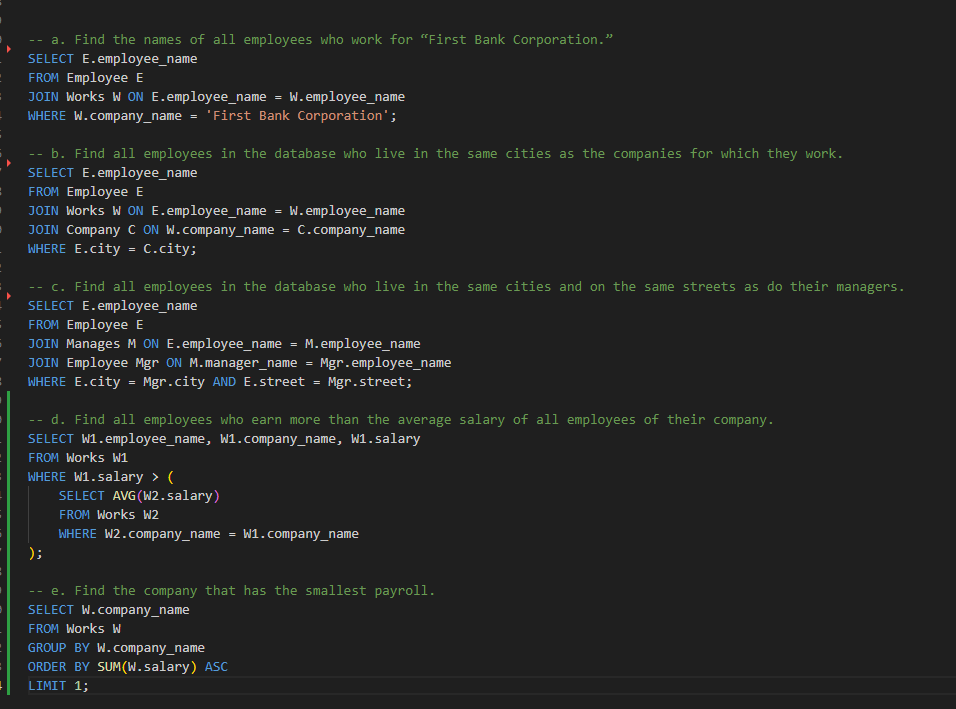 -- a. Find the names of all employees who work for “First Bank Corporation.”
SELECT E.employee_name
FROM Employee E
JOIN Works W ON E.employee_name = W.employee_name
WHERE W.company_name = 'First Bank Corporation';
-- b. Find all employees in the database who live in the same cities as the companies for which they work.
SELECT E.employee_name
FROM Employee E
JOIN Works W ON E.employee_name = W.employee_name
JOIN Company C ON W.company_name = C.company_name
WHERE E.city = C.city;
-- c. Find all employees in the database who live in the same cities and on the same streets as do their managers.
SELECT E.employee_name
FROM Employee E
JOIN Manages M ON E.employee_name = M.employee_name
JOIN Employee Mgr ON M.manager_name = Mgr.employee_name
WHERE E.city = Mgr.city AND E.street = Mgr.street;
-- d. Find all employees who earn more than the average salary of all employees of their company.
SELECT W1.employee_name, W1.company_name, W1.salary
FROM Works W1
WHERE W1.salary > (
    SELECT AVG(W2.salary)
    FROM Works W2
    WHERE W2.company_name = W1.company_name
);
-- e. Find the company that has the smallest payroll.
SELECT W.company_name
FROM Works W
GROUP BY W.company_name
ORDER BY SUM(W.salary) ASC
LIMIT 1;